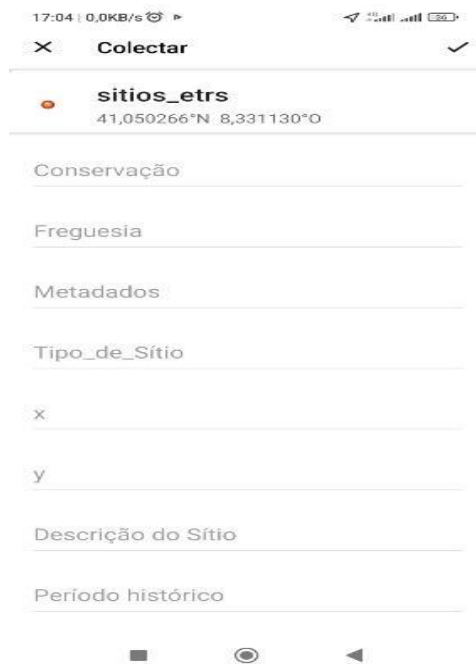 17:04 | 0,0KB/s
Colectar
sitios_etrs
41,050266°N 8,331130°O
Conservação
Freguesia
Metadados
Tipo_de_Sítio
x
y
Descrição do Sítio
Período histórico